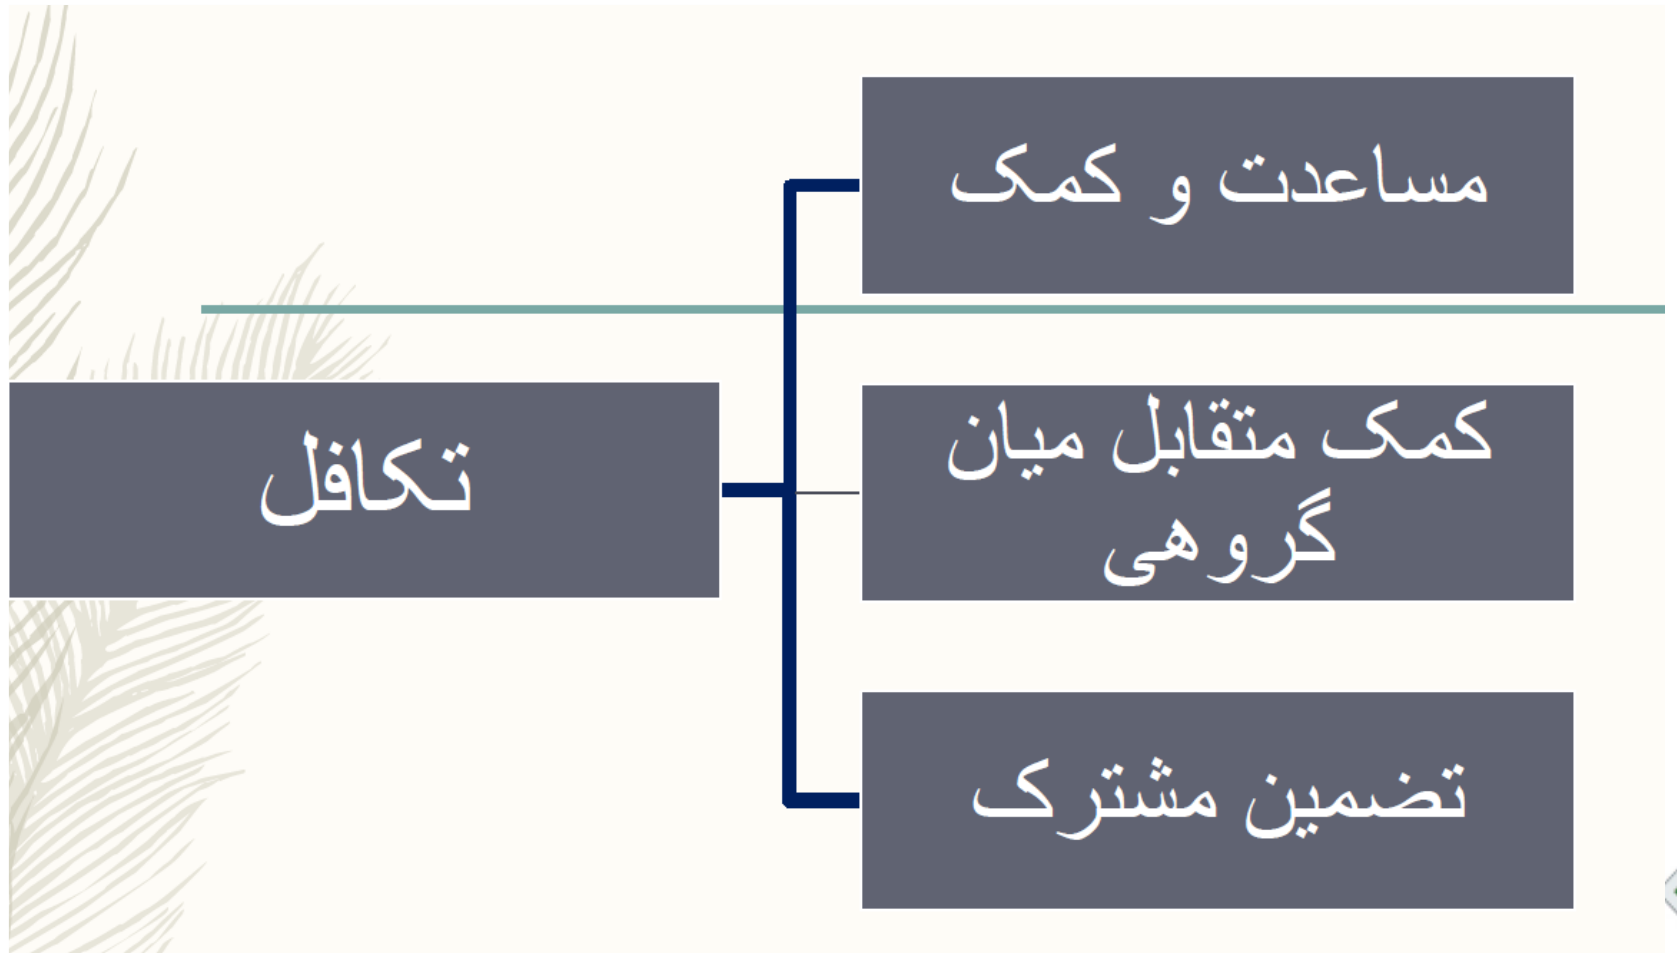 مساعدت و کمک
تکافل
کمک متقابل میان
گروهی
تضمین مشترک